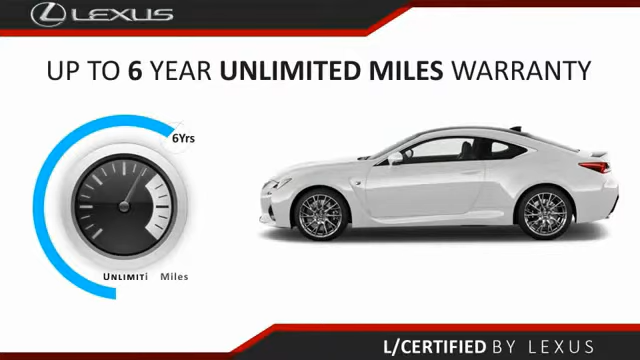 LEXUS
UP TO 6 YEAR UNLIMITED MILES WARRANTY
6Yrs
UNLIMITI Miles
L/CERTIFIED BY LEXUS